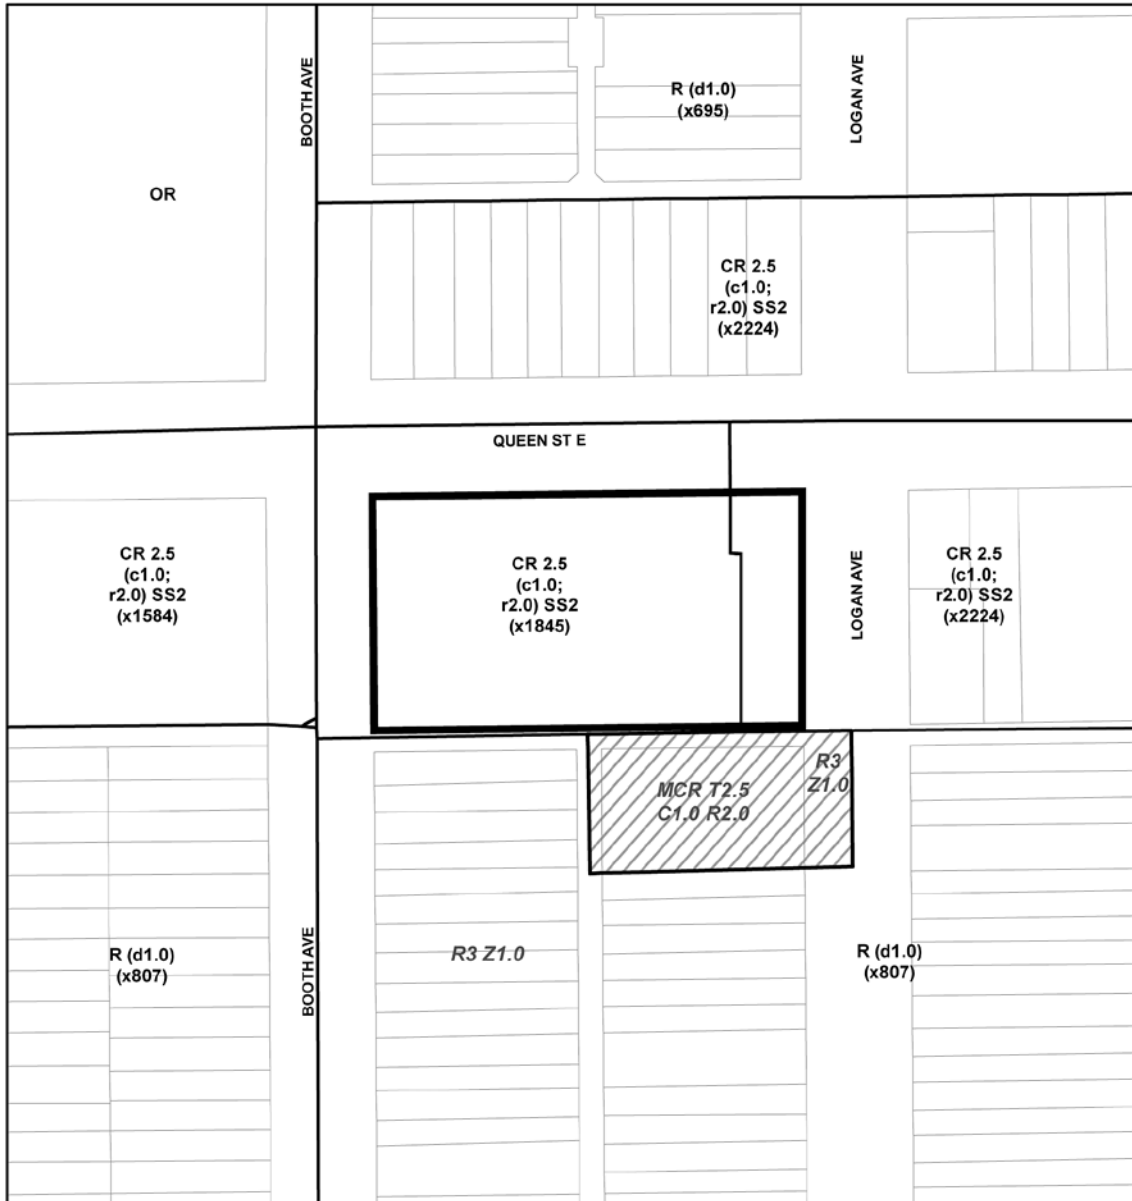 BOOTH AVE
R (d1.0)
(x695)
LOGAN AVE
OR
CR 2.5
(c1.0;
r2.0) SS2
(x2224)
QUEEN ST E
CR 2.5
(c1.0;
r2.0) SS2
(x1584)
CR 2.5
(c1.0;
r2.0) SS2
(x1845)
LOGAN AVE
CR 2.5
(c1.0;
r2.0) SS2
(x2224)
MCR T2.5
C1.0 R2.0
R3
Z1.0
R (d1.0)
(x807)
BOOTH AVE
R3 Z1.0
R (d1.0)
(x807)